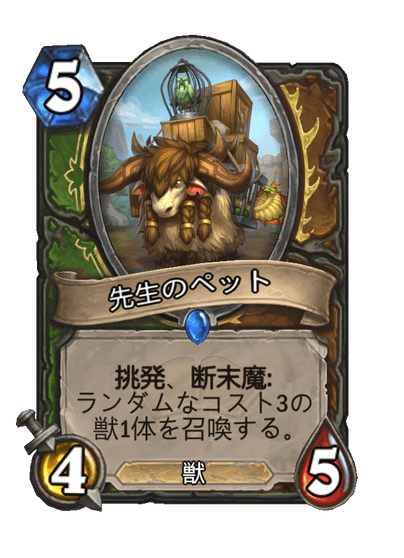 5
先生のペット
挑発、断末魔:
ランダムなコスト3の
獣1体を召喚する。
4
獣
5